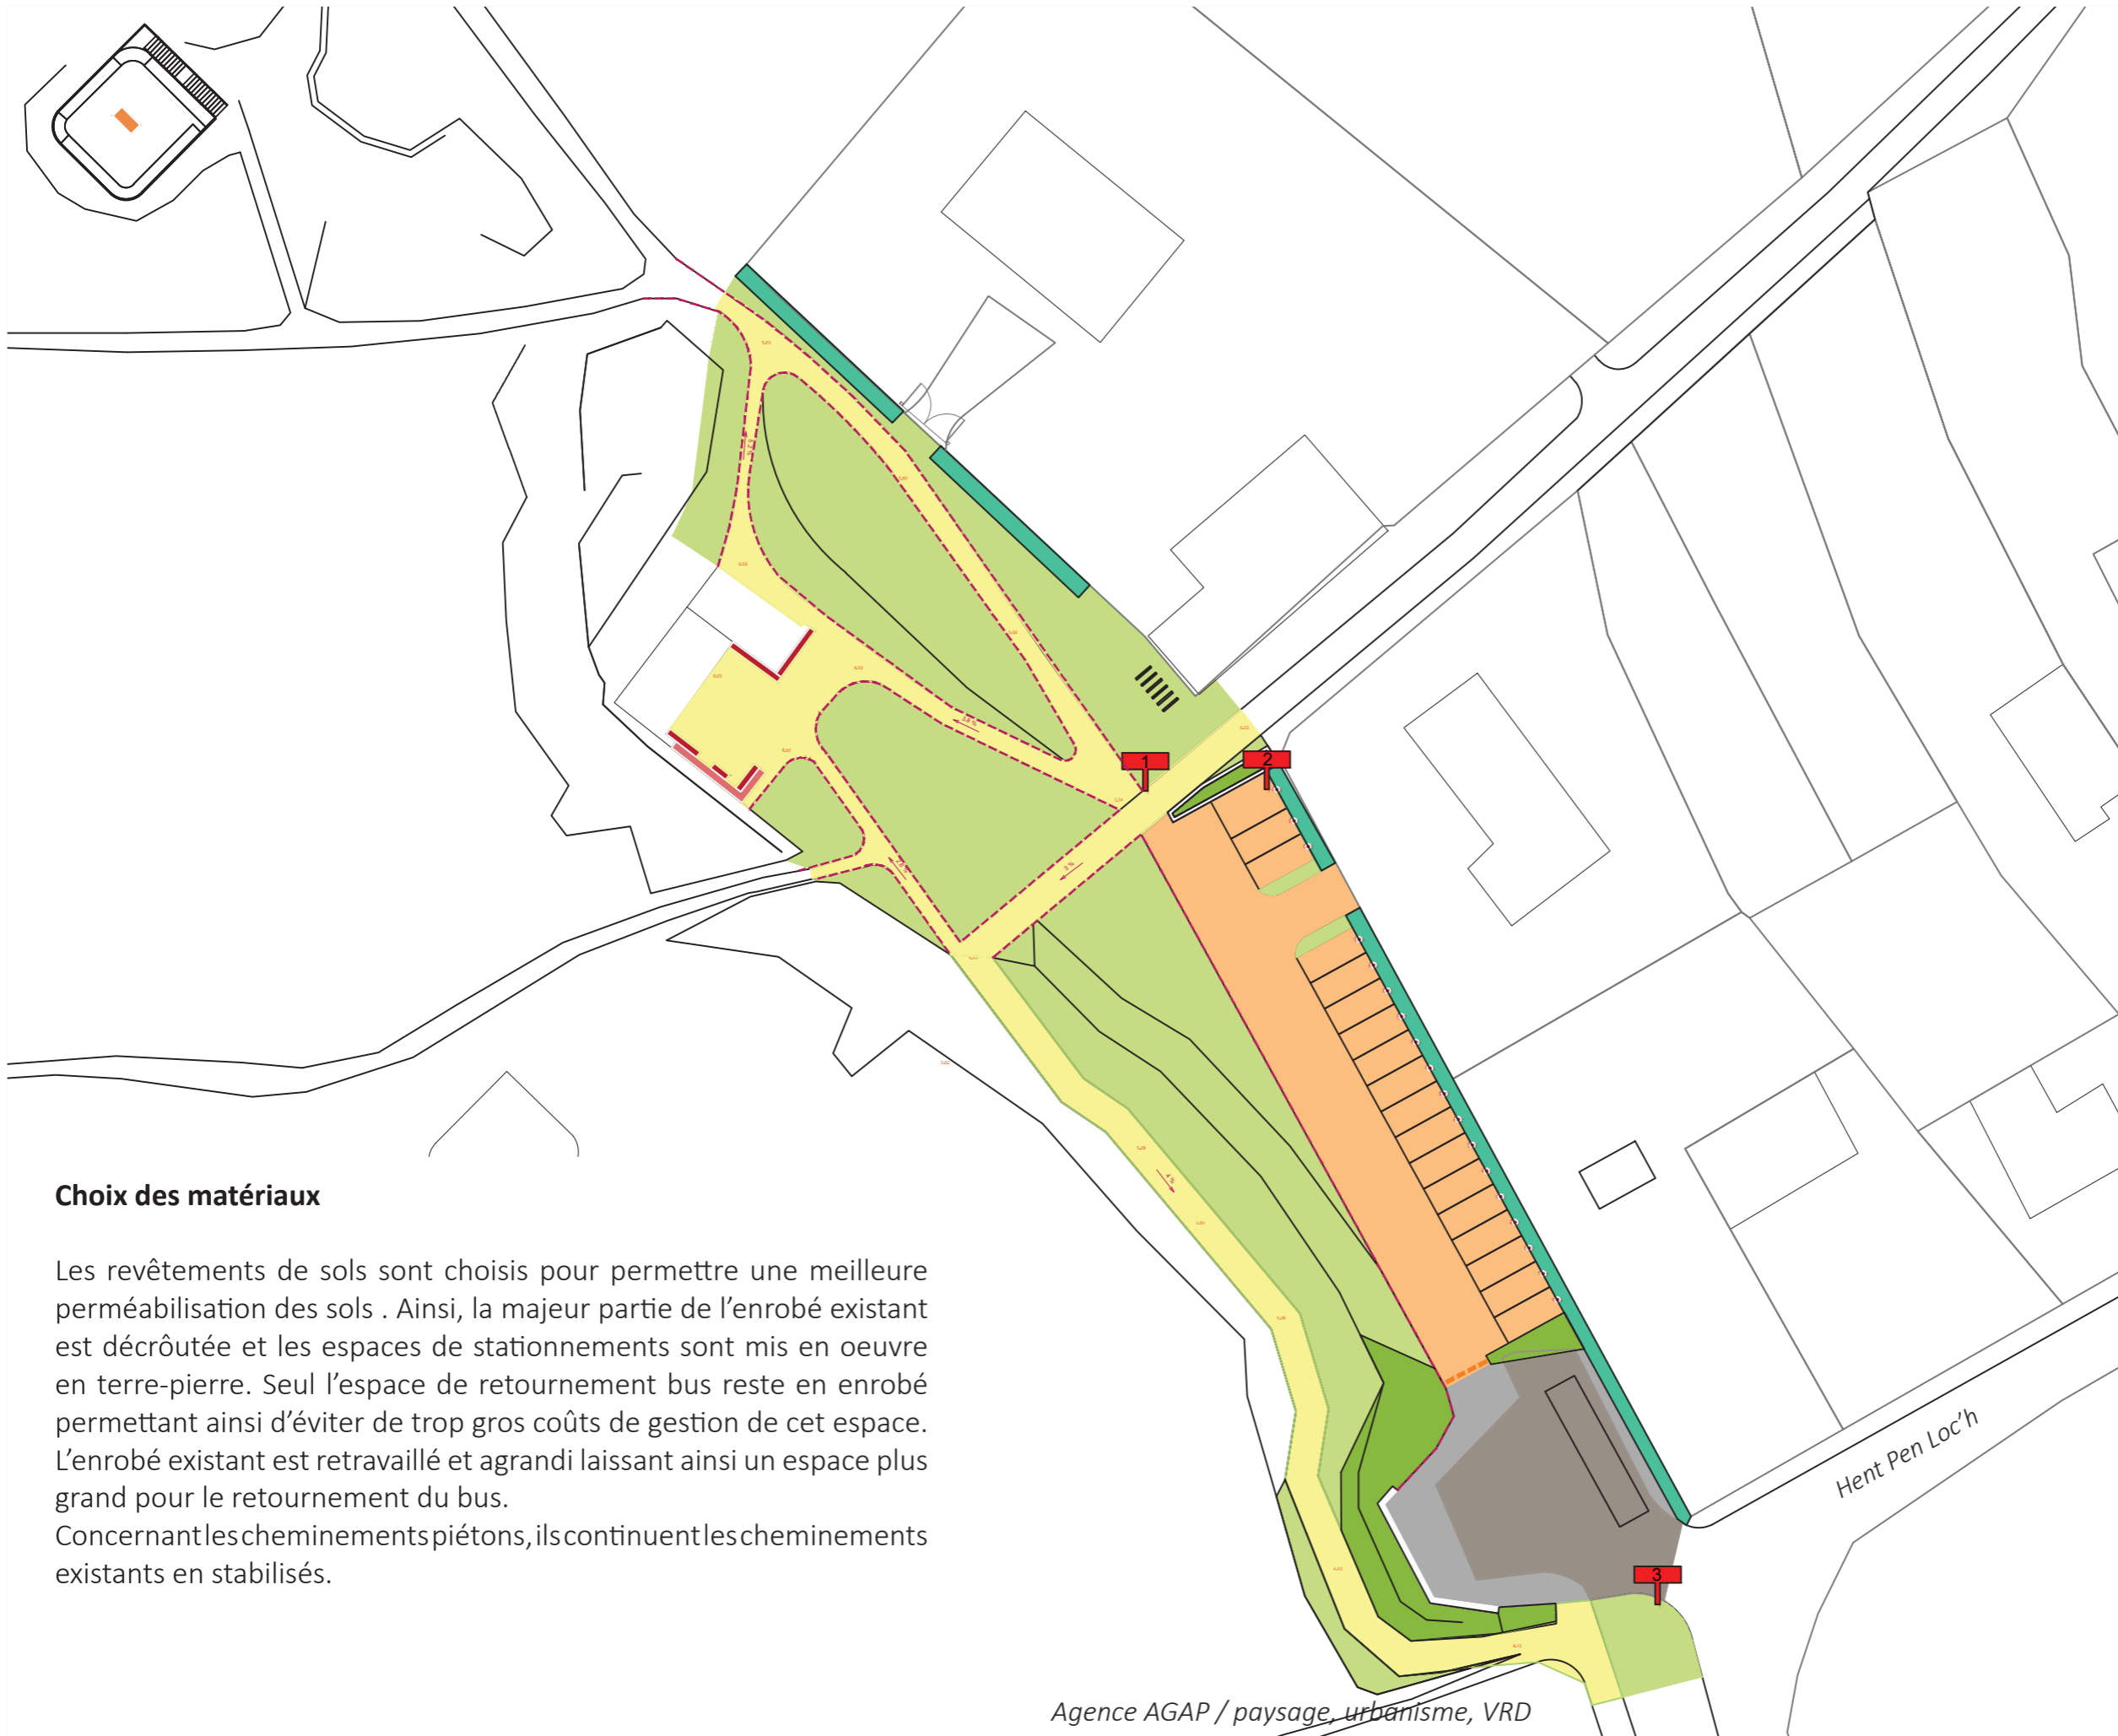 1
2
3 %
4 %
Choix des matériaux
Les revêtements de sols sont choisis pour permettre une meilleure
perméabilisation des sols . Ainsi, la majeur partie de l'enrobé existant
est décrôutée et les espaces de stationnements sont mis en oeuvre
en terre-pierre. Seul l'espace de retournement bus reste en enrobé
permettant ainsi d'éviter de trop gros coûts de gestion de cet espace.
L'enrobé existant est retravaillé et agrandi laissant ainsi un espace plus
grand pour le retournement du bus.
Concernant les cheminements piétons, ils continuent les cheminements
existants en stabilisés.
Hent Pen Loc'h
3
Agence AGAP / paysage, urbanisme, VRD